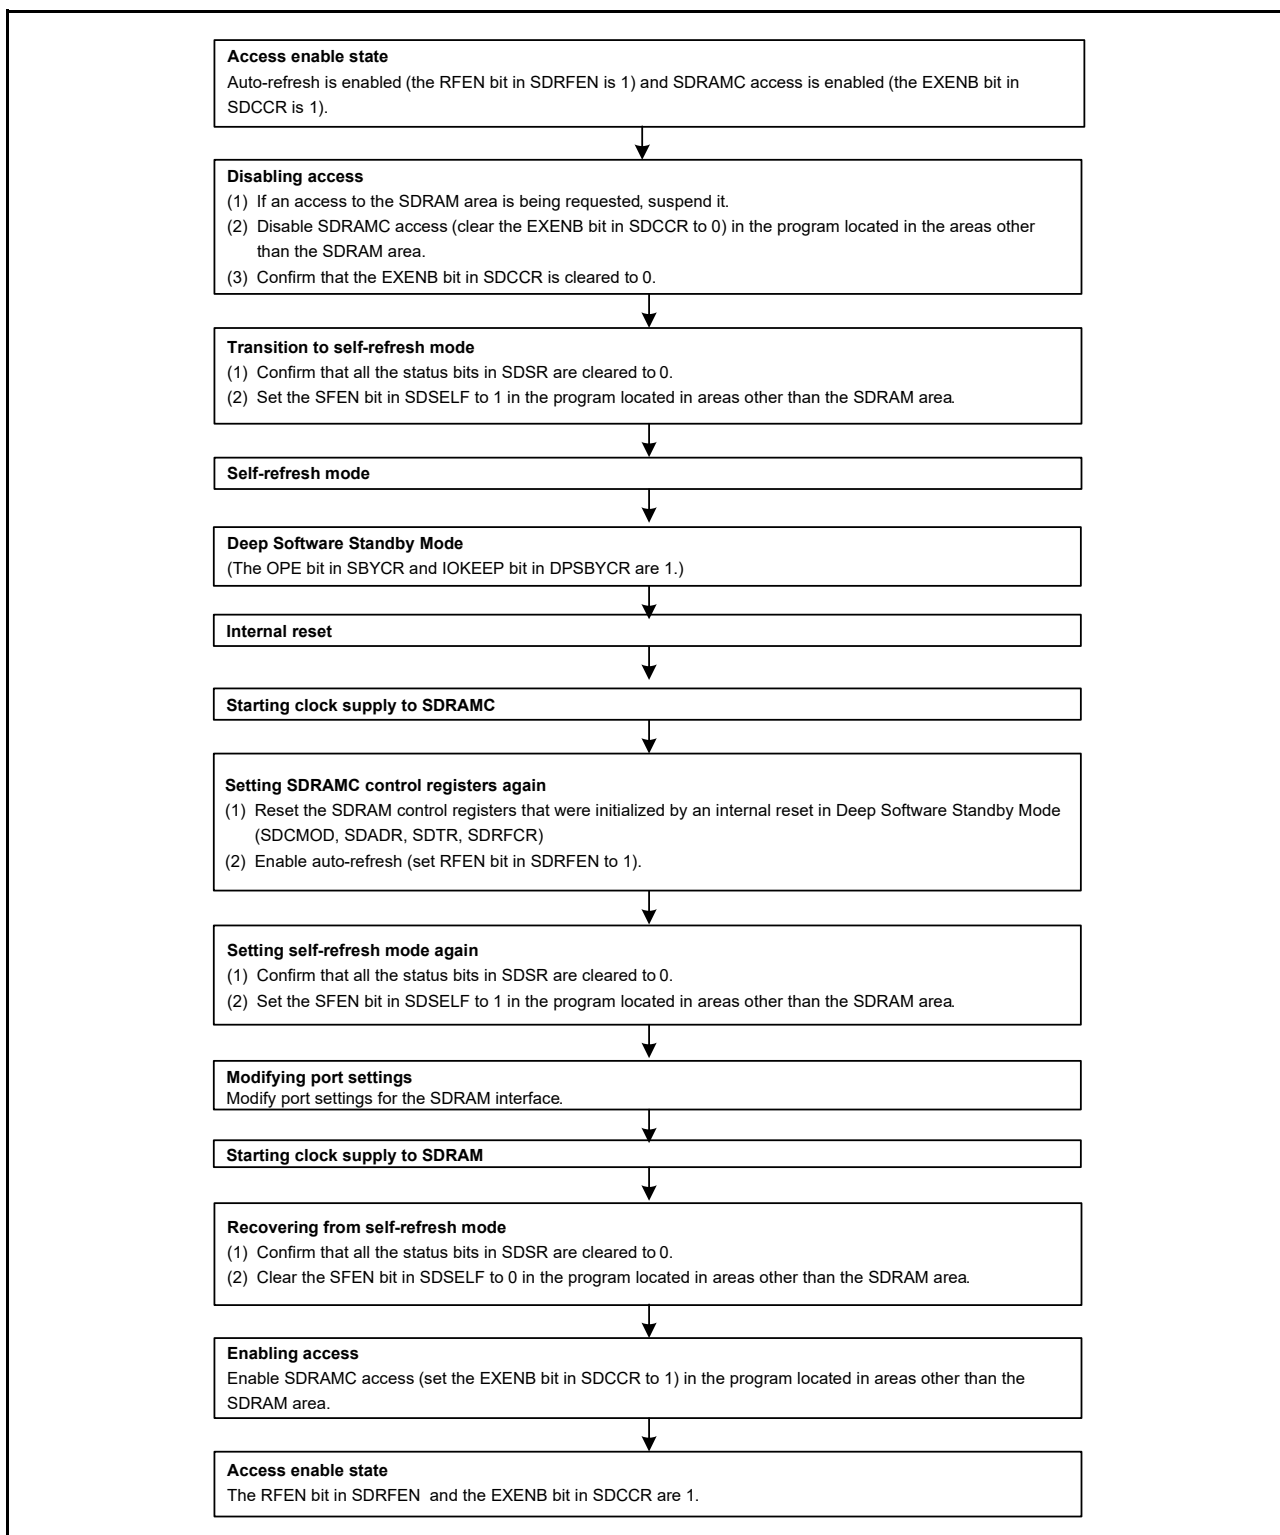 Access enable state
Auto-refresh is enabled (the RFEN bit in SDRFEN is 1) and SDRAMC access is enabled (the EXENB bit in
SDCCR is 1).
Disabling access
(1) If an access to the SDRAM area is being requested, suspend it.
(2) Disable SDRAMC access (clear the EXENB bit in SDCCR to 0) in the program located in the areas other
than the SDRAM area.
(3) Confirm that the EXENB bit in SDCCR is cleared to 0.
Transition to self-refresh mode
(1) Confirm that all the status bits in SDSR are cleared to 0.
(2) Set the SFEN bit in SDSELF to 1 in the program located in areas other than the SDRAM area.
Self-refresh mode
Deep Software Standby Mode
(The OPE bit in SBYCR and IOKEEP bit in DPSBYCR are 1.)
Internal reset
Starting clock supply to SDRAMC
Setting SDRAMC control registers again
(1) Reset the SDRAM control registers that were initialized by an internal reset in Deep Software Standby Mode
(SDCMOD, SDADR, SDTR, SDRFCR)
(2) Enable auto-refresh (set RFEN bit in SDRFEN to 1).
Setting self-refresh mode again
(1) Confirm that all the status bits in SDSR are cleared to 0.
(2) Set the SFEN bit in SDSELF to 1 in the program located in areas other than the SDRAM area.
Modifying port settings
Modify port settings for the SDRAM interface.
Starting clock supply to SDRAM
Recovering from self-refresh mode
(1) Confirm that all the status bits in SDSR are cleared to 0.
(2) Clear the SFEN bit in SDSELF to 0 in the program located in areas other than the SDRAM area.
Enabling access
Enable SDRAMC access (set the EXENB bit in SDCCR to 1) in the program located in areas other than the
SDRAM area.
Access enable state
The RFEN bit in SDRFEN and the EXENB bit in SDCCR are 1.